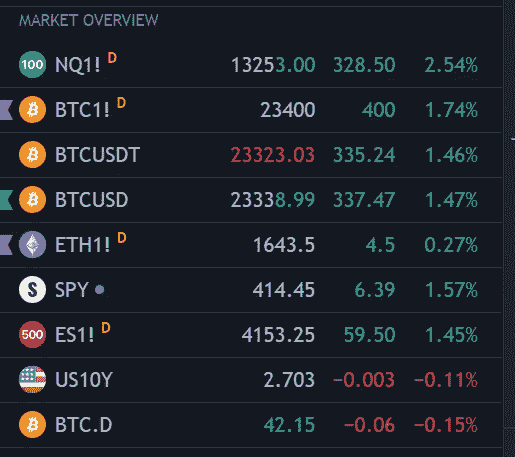 MARKET OVERVIEW
100 NQ1! D 13253.00 328.50 2.54%
BTC1! D 23400 400 1.74%
BTCUSDT 23323.03 335.24 1.46%
BTCUSD 23338.99 337.47 1.47%
ETH1! D 1643.5 4.5 0.27%
S SPY 414.45 6.39 1.57%
500 ES1! D 4153.25 59.50 1.45%
US10Y 2.703 −0.003 −0.11%
BTC.D 42.15 −0.06 −0.15%